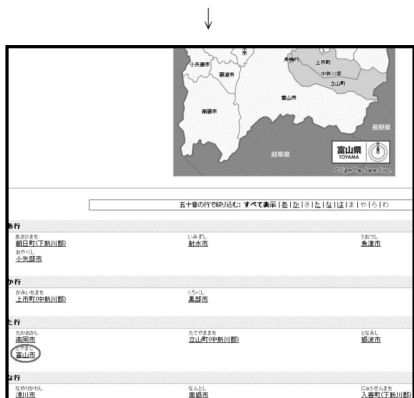 小矢部市
砺波市
南砺市
舟橋村
上市町
中新川郡
立山町
富山市
長野県
岐阜県
富山県
TOYAMA
© CyberMap Japan Corp.
五十音の行で絞り込む: すべて表示 | あ | か | さ | た | な | は | ま | や | ら | わ
あ行
あさひまち いみずし うおづし
朝日町(下新川郡) 射水市 魚津市
おやべし
小矢部市
か行
かみいちまち くろべし
上市町(中新川郡) 黒部市
た行
たかおかし たてやままち となみし
高岡市 立山町(中新川郡) 砺波市
とやまし
富山市
な行
なめりかわし なんとし にゅうぜんまち
滑川市 南砺市 入善町(下新川郡)